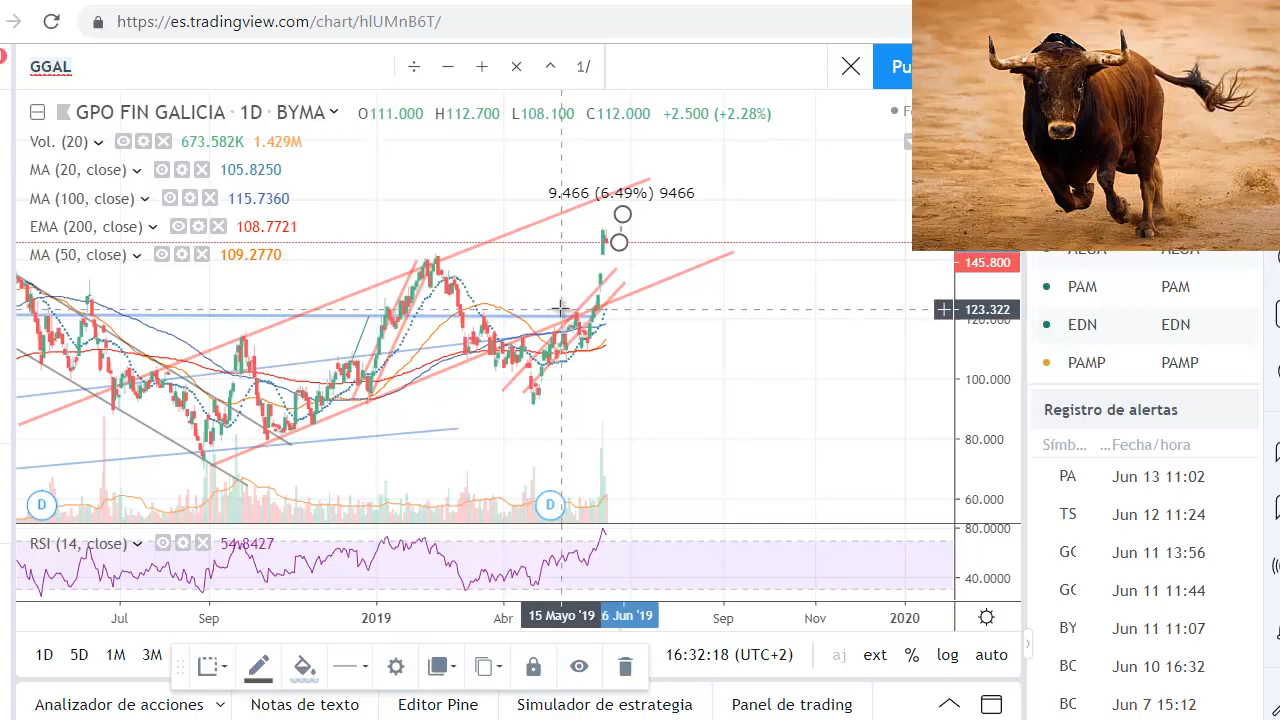 https://es.tradingview.com/chart/hlUMnB6T/
GGAL
1/
Pu
GPO FIN GALICIA · 1D · BYMA O111.000 H112.700 L108.100 C112.000 +2.500 (+2.28%)
Vol. (20) 673.582K 1.429M
MA (20, close) 105.8250
MA (100, close) 115.7360
EMA (200, close) 108.7721
MA (50, close) 109.2770
9.466 (6.49%) 9466
145.800
123.322
100.000
80.000
60.000
D
D
RSI (14, close) 54.8427
80.0000
40.0000
Jul Sep 2019 Abr 15 Mayo '19 6 Jun '19 Sep Nov 2020
1D 5D 1M 3M 16:32:18 (UTC+2) aj ext % log auto
Analizador de acciones Notas de texto Editor Pine Simulador de estrategia Panel de trading
PAM PAM
EDN EDN
PAMP PAMP
Registro de alertas
Símb... ...Fecha/hora
PA Jun 13 11:02
TS Jun 12 11:24
GC Jun 11 13:56
GC Jun 11 11:44
BY Jun 11 11:07
BC Jun 10 16:32
BC Jun 7 15:12